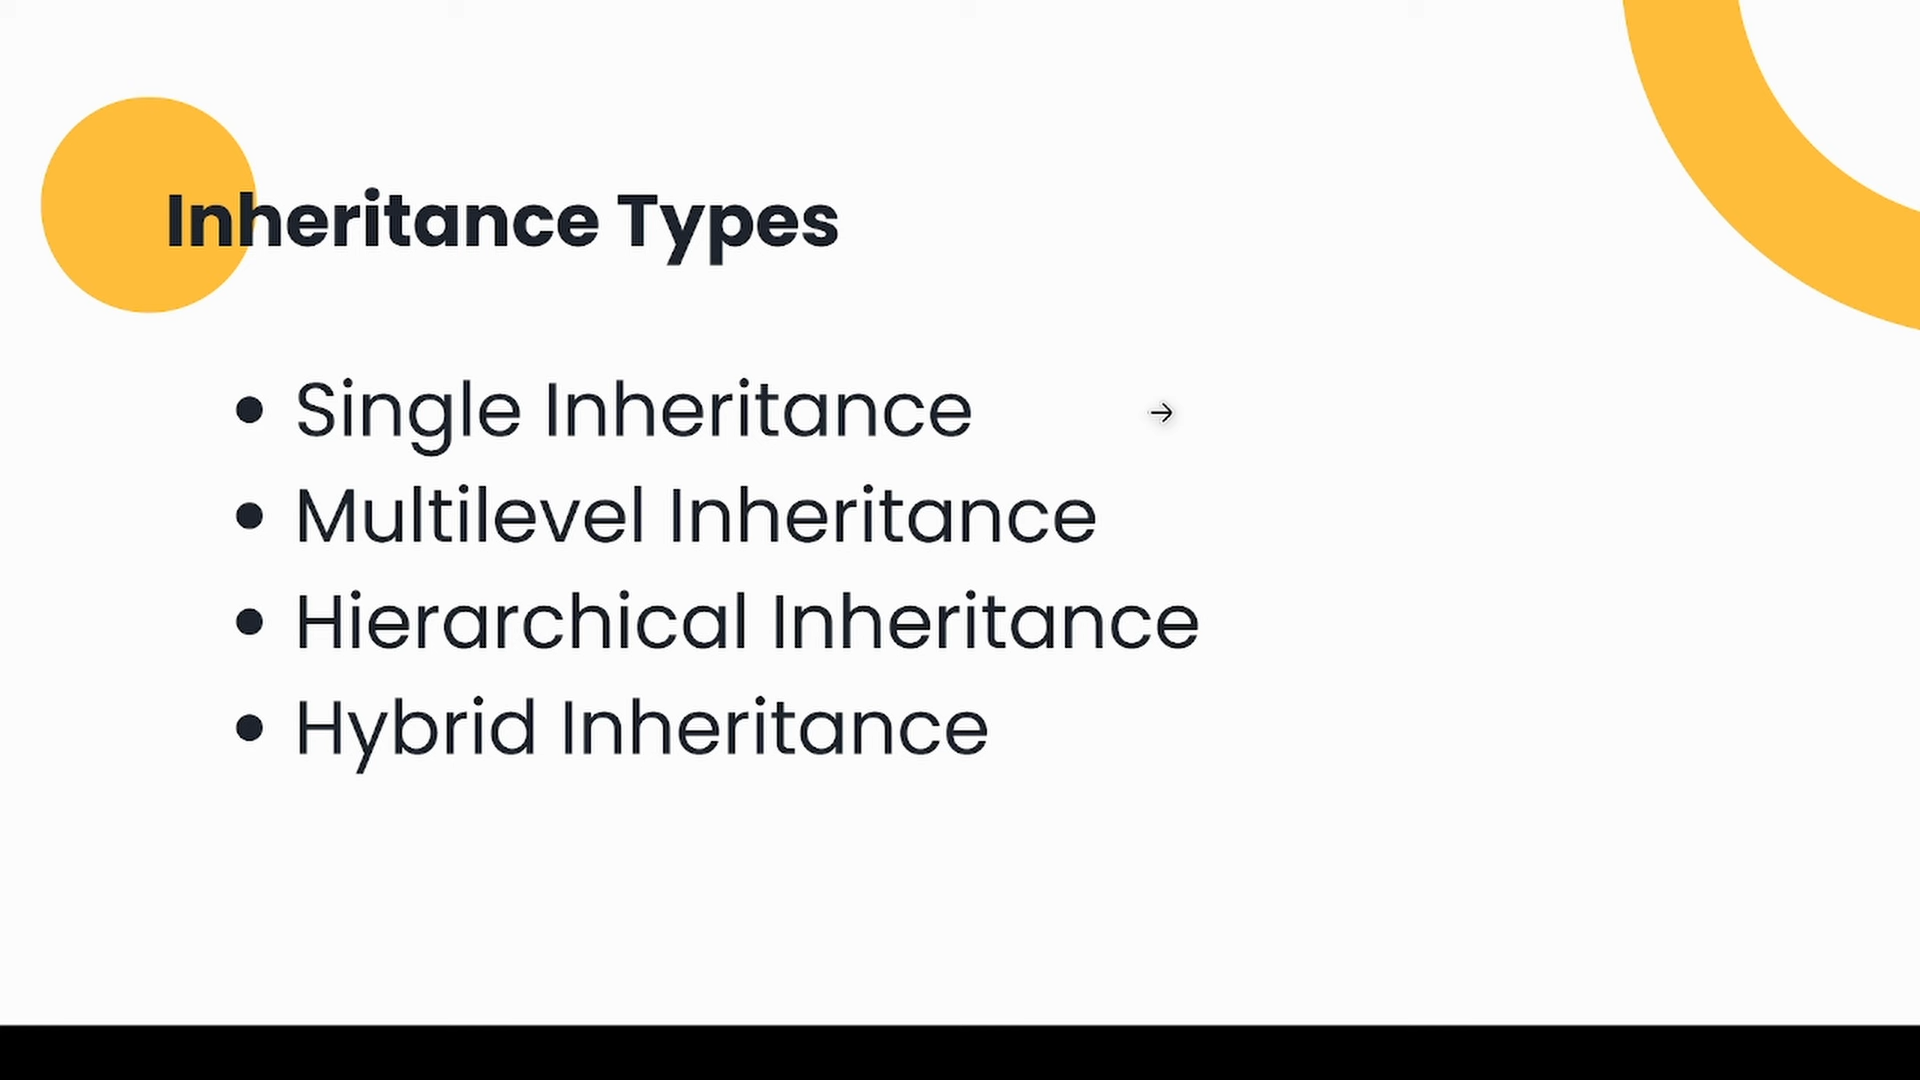 Inheritance Types
• Single Inheritance
• Multilevel Inheritance
• Hierarchical Inheritance
• Hybrid Inheritance